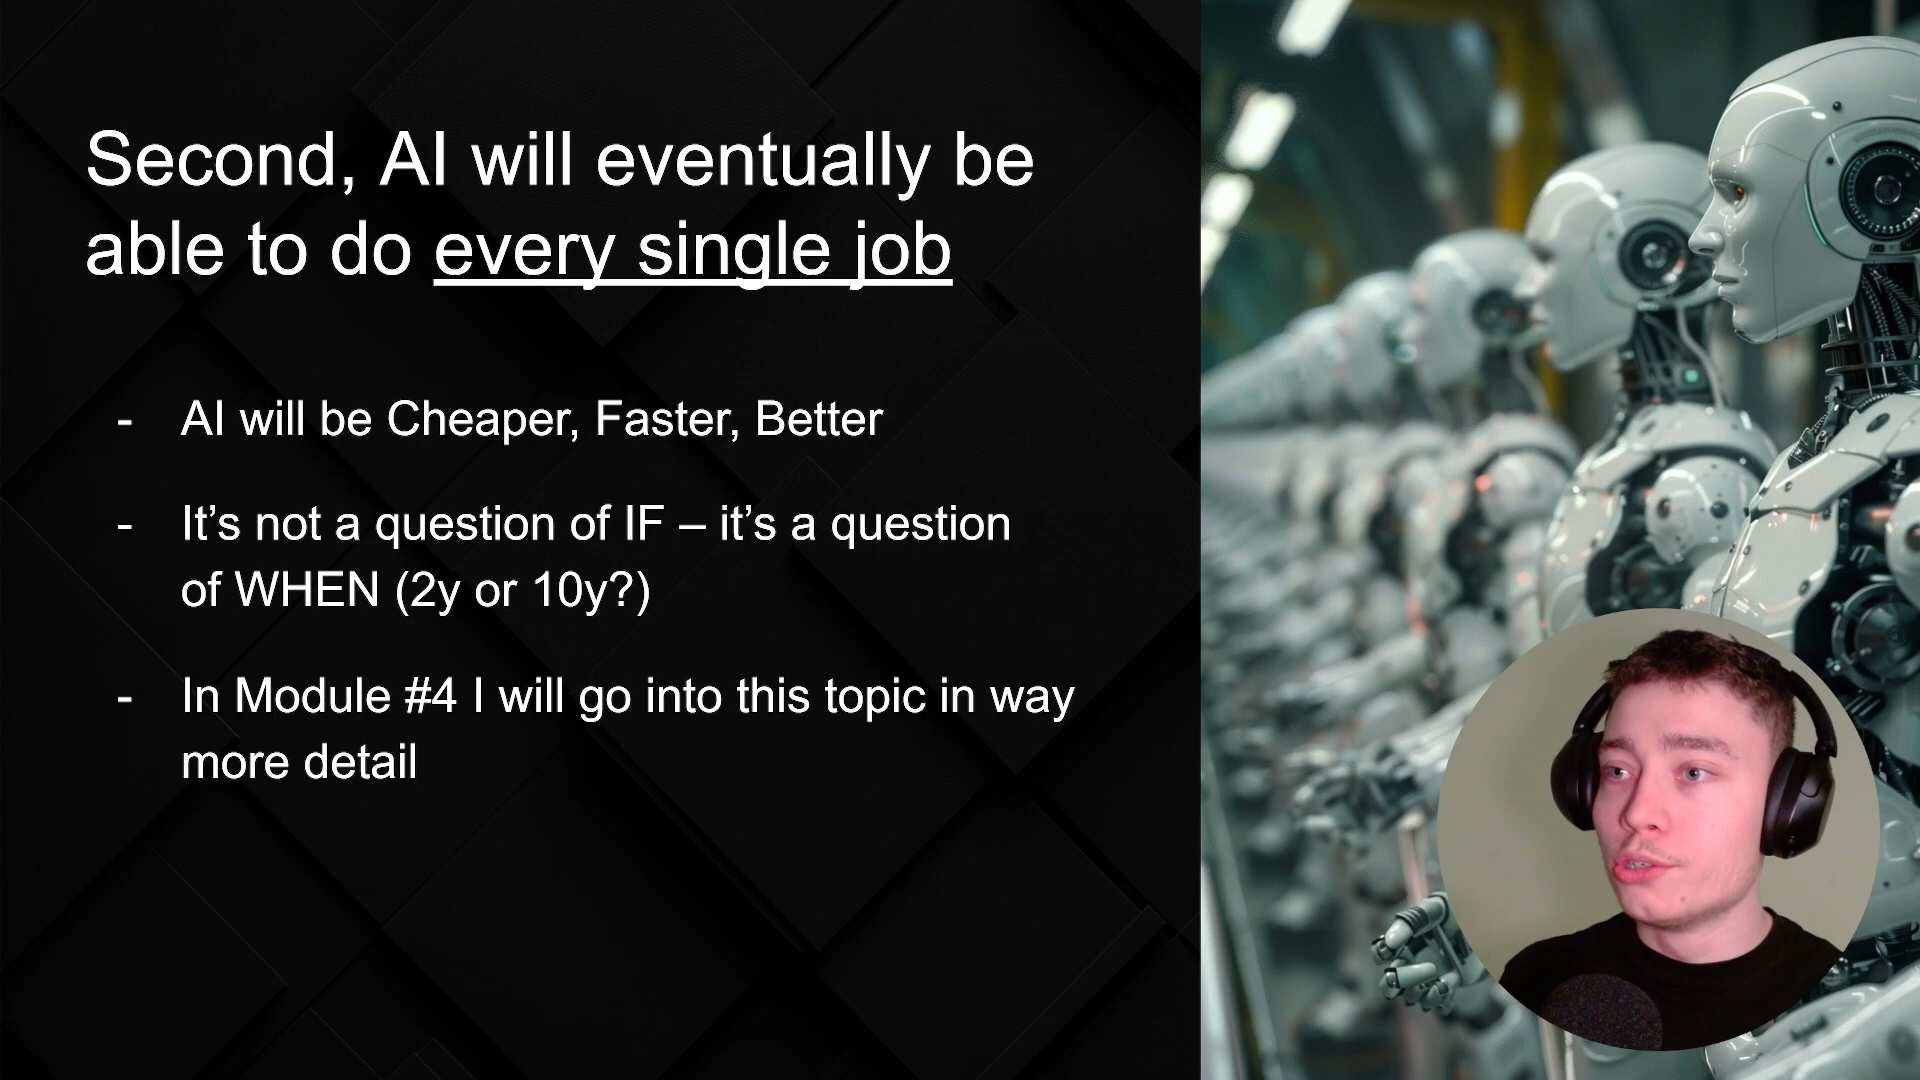 Second, AI will eventually be
able to do every single job
- AI will be Cheaper, Faster, Better
- It’s not a question of IF – it’s a question
of WHEN (2y or 10y?)
- In Module #4 I will go into this topic in way
more detail